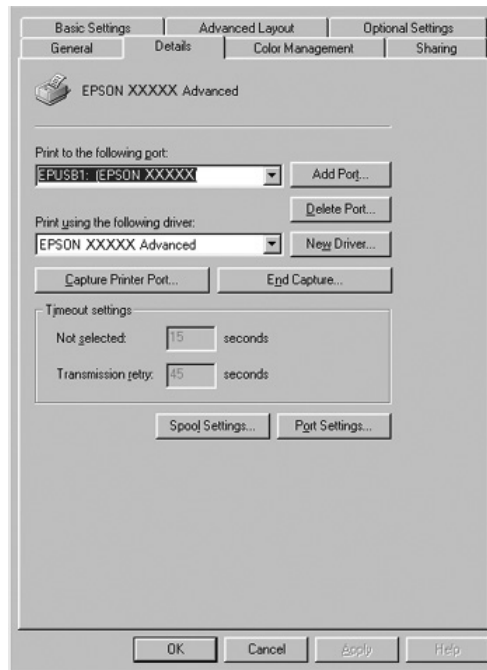 Basic Settings Advanced Layout Optional Settings
General Details Color Management Sharing
EPSON XXXXX Advanced
Print to the following port:
EPUSB1: (EPSON XXXXX Add Port...
Delete Port...
Print using the following driver:
EPSON XXXXX Advanced New Driver...
Capture Printer Port... End Capture...
Timeout settings
Not selected: 15 seconds
Transmission retry: 45 seconds
Spool Settings... Port Settings...
OK Cancel Apply Help